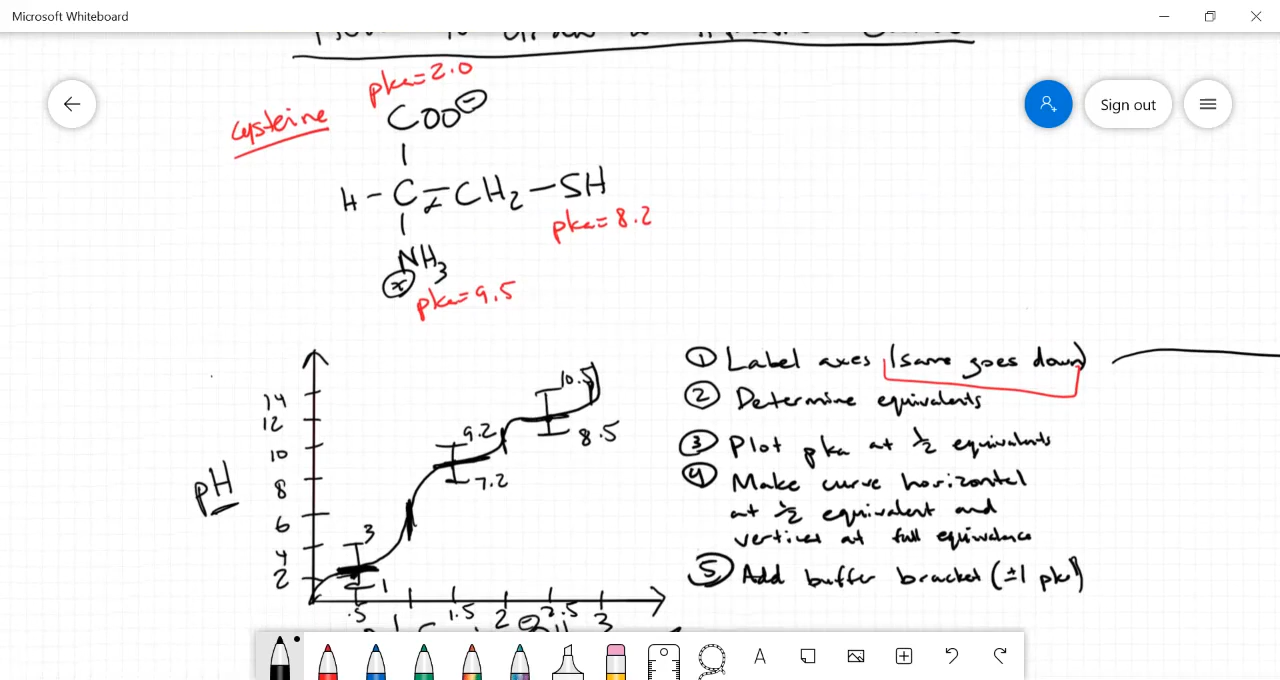 Microsoft Whiteboard
Sign out
pka=2.0
cysteine
COO⊖
H-C-CH2-SH
pka=8.2
NH3
⊕
pka=9.5
① Label axes (same goes down)
② Determine equivalents
③ Plot pka at 1/2 equivalents
④ Make curve horizontal
at 1/2 equivalent and
vertical at full equivalence
⑤ Add buffer bracket (±1 pka)
pH
14
12
10
8
6
4
2
3
1
9.2
7.2
10.5
8.5
.5
1
1.5
2
2.5
3
A